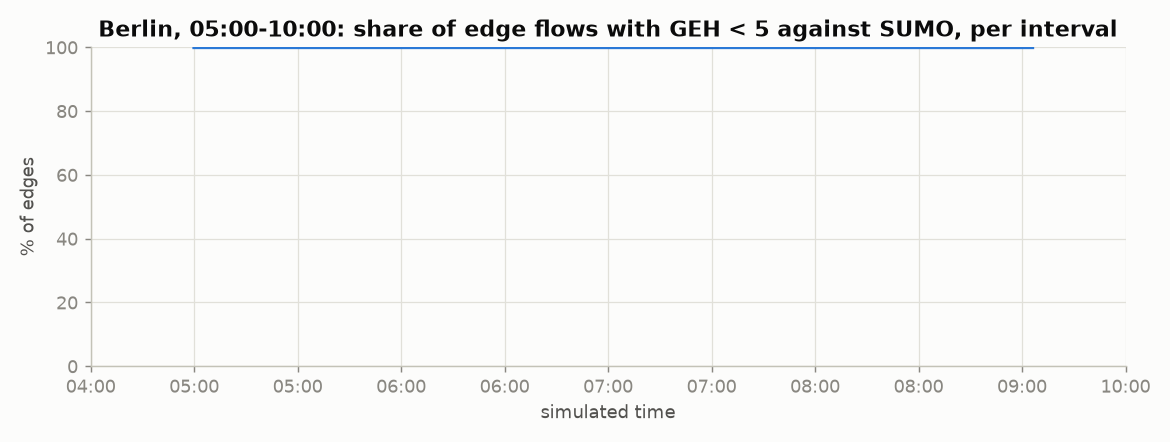 Berlin, 05:00-10:00: share of edge flows with GEH < 5 against SUMO, per interval
100
80
60
40
20
0
% of edges
04:00 05:00 05:00 06:00 06:00 07:00 07:00 08:00 08:00 09:00 10:00
simulated time